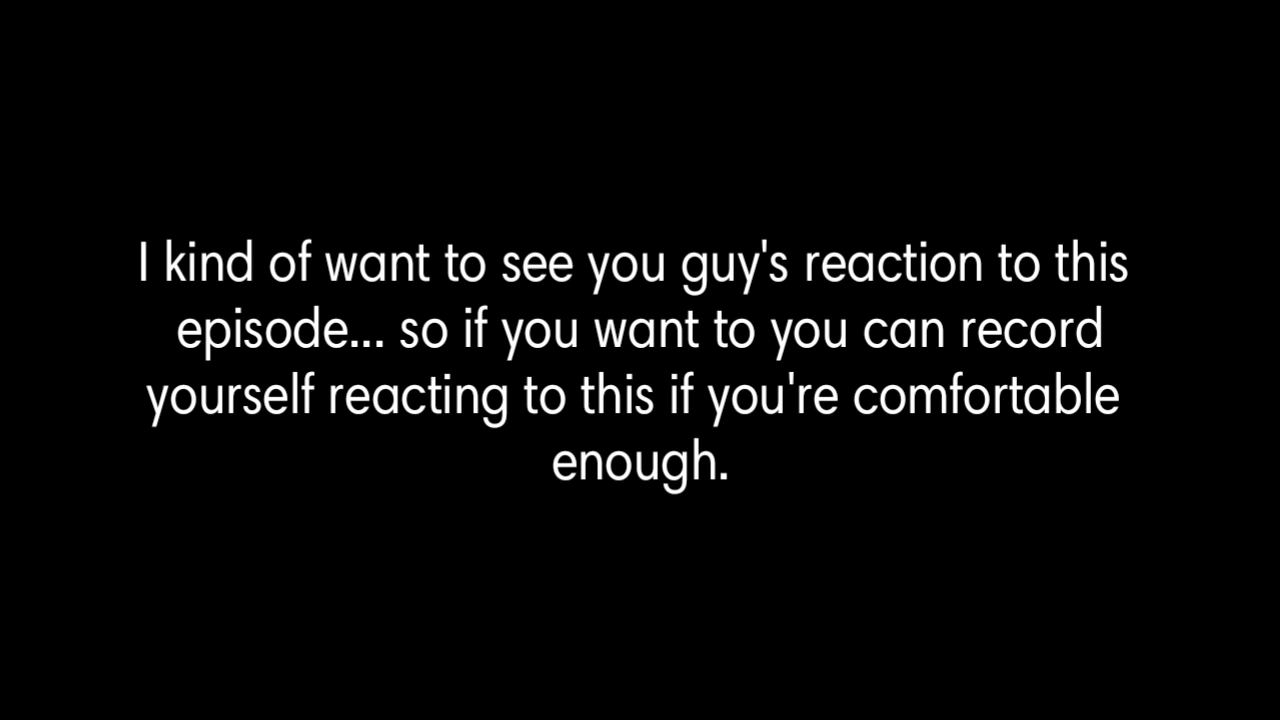 I kind of want to see you guy's reaction to this
episode... so if you want to you can record
yourself reacting to this if you're comfortable
enough.